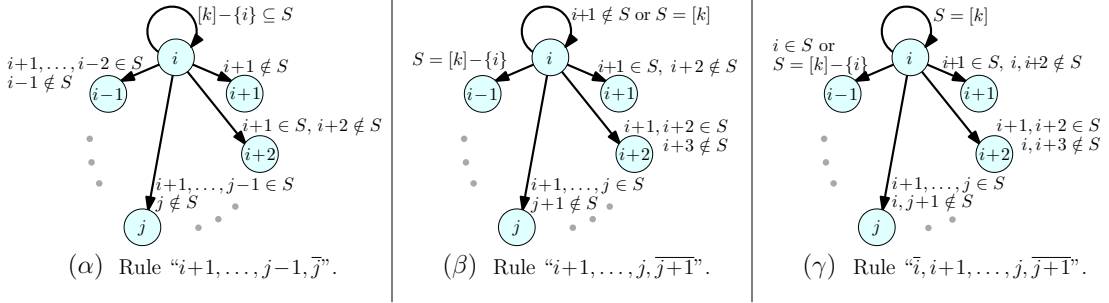 [k]−{i} ⊆ S
i
i+1, . . . , i−2 ∈ S
i−1 ∉ S
i+1 ∉ S
i−1
i+1
i+1 ∈ S, i+2 ∉ S
i+2
i+1, . . . , j−1 ∈ S
j ∉ S
j
(α) Rule “i+1, . . . , j−1, j̅”.
i+1 ∉ S or S = [k]
i
S = [k]−{i}
i+1 ∈ S, i+2 ∉ S
i−1
i+1
i+1, i+2 ∈ S
i+3 ∉ S
i+2
i+1, . . . , j ∈ S
j+1 ∉ S
j
(β) Rule “i+1, . . . , j, j̅+̅1̅”.
S = [k]
i
i ∈ S or
S = [k]−{i}
i+1 ∈ S, i, i+2 ∉ S
i−1
i+1
i+1, i+2 ∈ S
i, i+3 ∉ S
i+2
i+1, . . . , j ∈ S
i, j+1 ∉ S
j
(γ) Rule “i̅, i+1, . . . , j, j̅+̅1̅”.